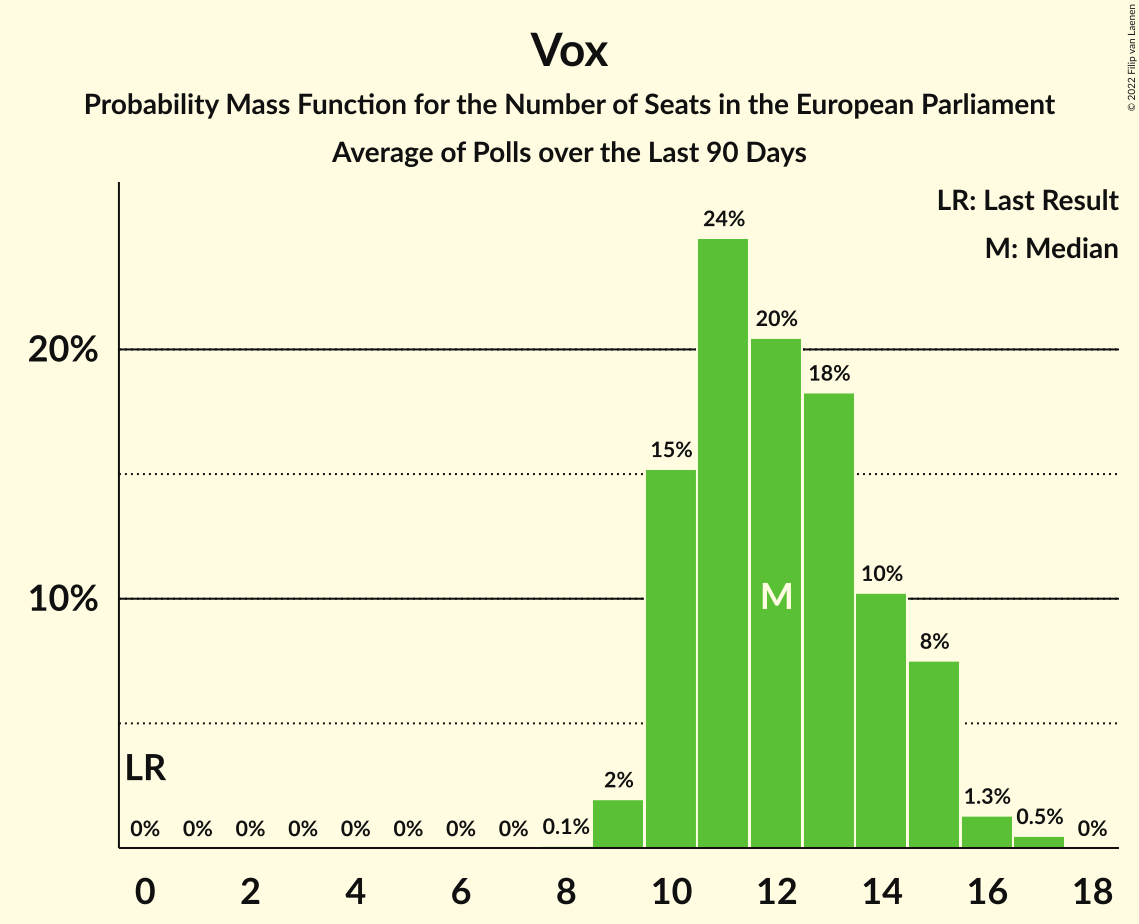 Vox
Probability Mass Function for the Number of Seats in the European Parliament
Average of Polls over the Last 90 Days
© 2022 Filip van Laenen
LR: Last Result
M: Median
24%
20%
20%
18%
15%
10%
10%
8%
M
LR
2%
1.3%
0.5%
0% 0% 0% 0% 0% 0% 0% 0% 0.1% 0%
0 2 4 6 8 10 12 14 16 18